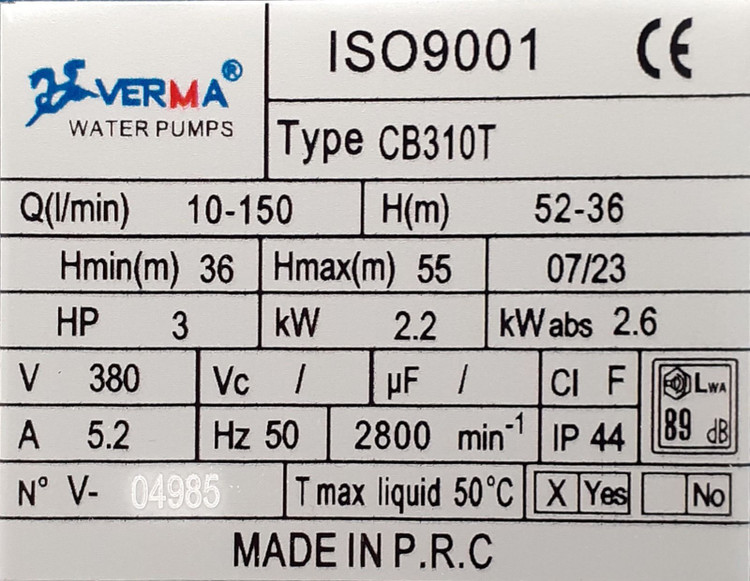 VERMA®
WATER PUMPS
ISO9001 CE
Type CB310T
Q(l/min) 10-150 H(m) 52-36
Hmin(m) 36 Hmax(m) 55 07/23
HP 3 kW 2.2 kW abs 2.6
V 380 Vc / µF / Cl F
LWA
A 5.2 Hz 50 2800 min⁻¹ IP 44 89 dB
N° V- 04985 T max liquid 50°C X Yes No
MADE IN P.R.C